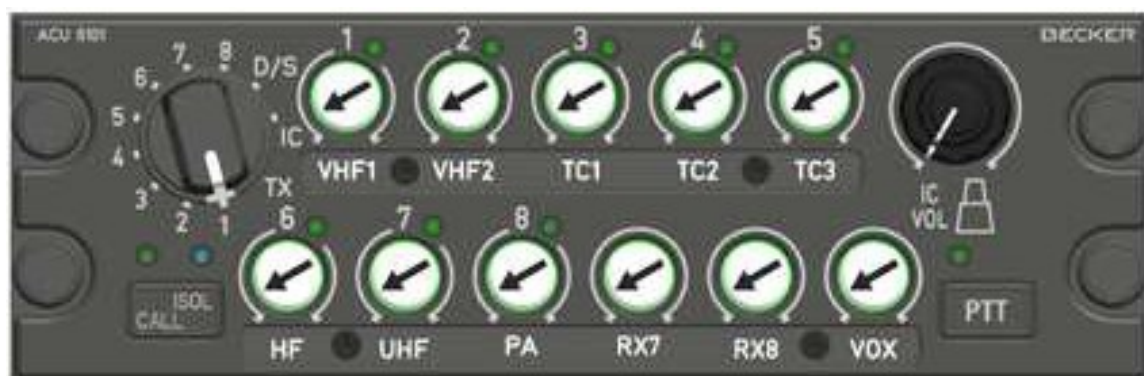 ACU 6101
BECKER
1 2 3 4 5
7 8
6 D/S
5 IC
4
3 TX
2 1
VHF1 VHF2 TC1 TC2 TC3
IC
VOL
6 7 8
ISOL
CALL
PTT
HF UHF PA RX7 RX8 VOX